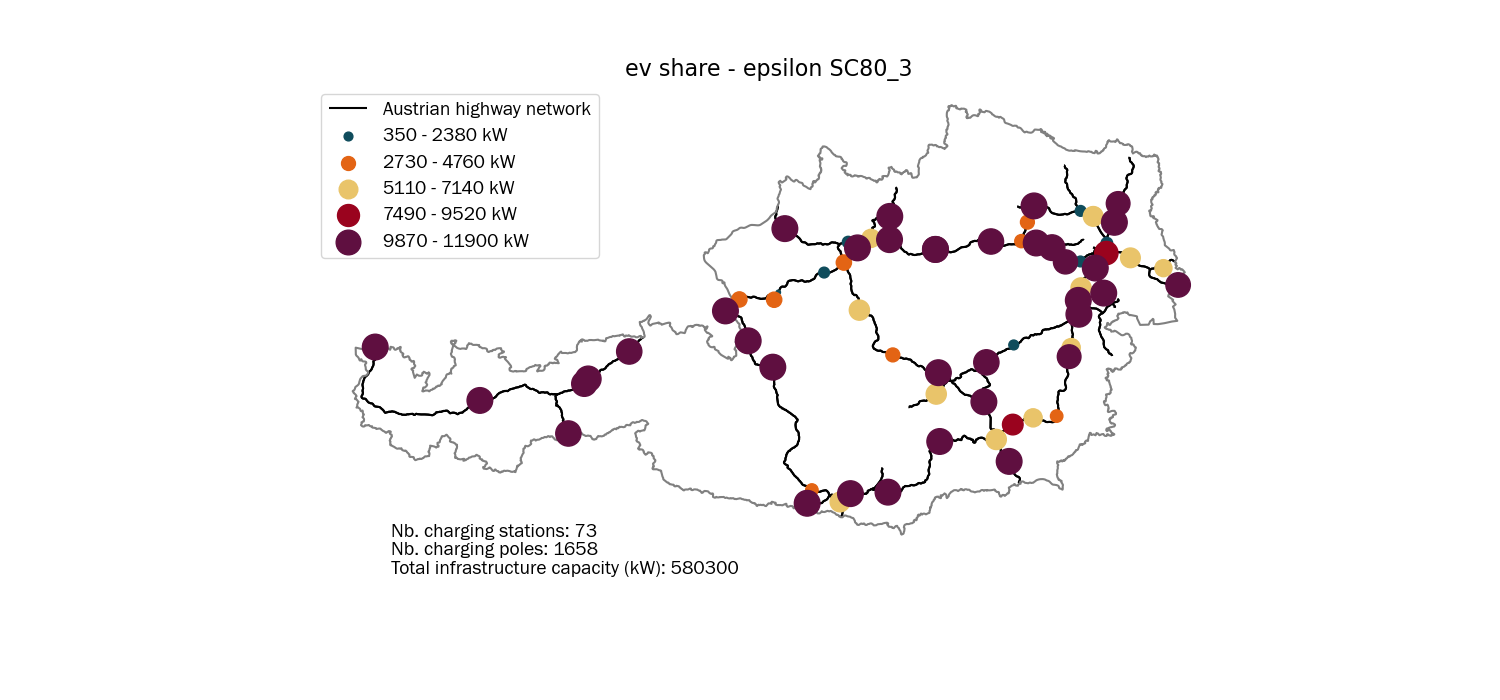 ev share - epsilon SC80_3
Austrian highway network
350 - 2380 kW
2730 - 4760 kW
5110 - 7140 kW
7490 - 9520 kW
9870 - 11900 kW
Nb. charging stations: 73
Nb. charging poles: 1658
Total infrastructure capacity (kW): 580300